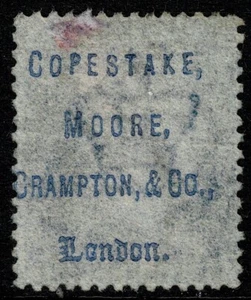 COPESTAKE,
MOORE,
CRAMPTON, & CO.,
London.